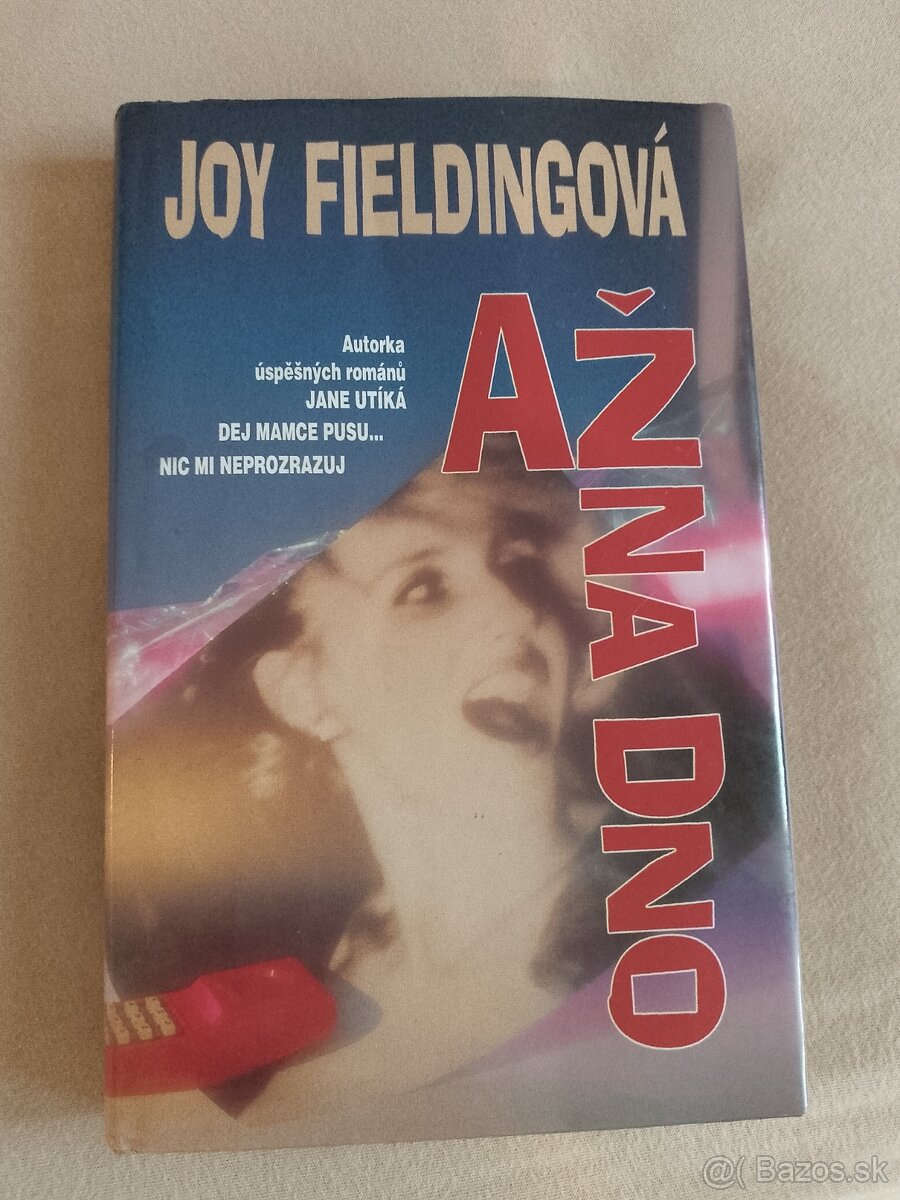 JOY FIELDINGOVÁ
Autorka
úspěšných románů
JANE UTÍKÁ
DEJ MAMCE PUSU...
NIC MI NEPROZRAZUJ
AŽ NA DNO
@( Bazos.sk